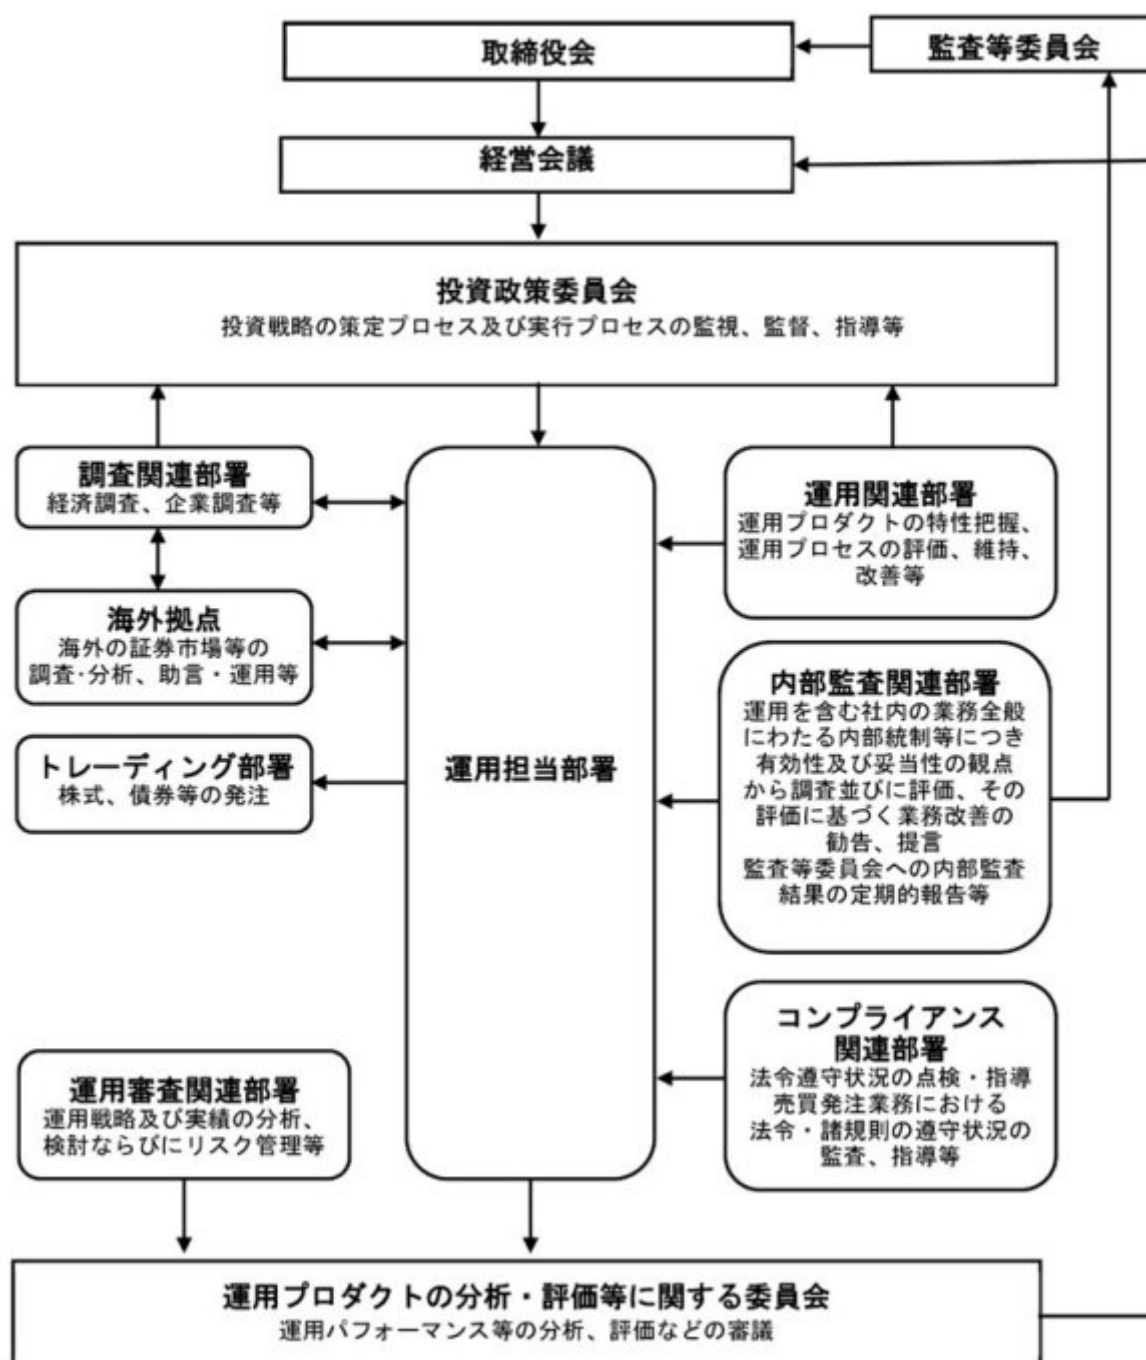 取締役会
監査等委員会
経営会議
投資政策委員会
投資戦略の策定プロセス及び実行プロセスの監視、監督、指導等
調査関連部署
経済調査、企業調査等
海外拠点
海外の証券市場等の
調査・分析、助言・運用等
トレーディング部署
株式、債券等の発注
運用担当部署
運用関連部署
運用プロダクトの特性把握、
運用プロセスの評価、維持、
改善等
内部監査関連部署
運用を含む社内の業務全般
にわたる内部統制等につき
有効性及び妥当性の観点
から調査並びに評価、その
評価に基づく業務改善の
勧告、提言
監査等委員会への内部監査
結果の定期的報告等
コンプライアンス
関連部署
法令遵守状況の点検・指導
売買発注業務における
法令・諸規則の遵守状況の
監査、指導等
運用審査関連部署
運用戦略及び実績の分析、
検討ならびにリスク管理等
運用プロダクトの分析・評価等に関する委員会
運用パフォーマンス等の分析、評価などの審議